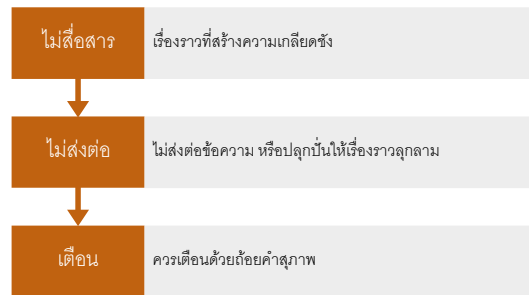 ไม่สื่อสาร
เรื่องราวที่สร้างความเกลียดชัง
ไม่ส่งต่อ
ไม่ส่งต่อข้อความ หรือปลุกปั่นให้เรื่องราวลุกลาม
เตือน
ควรเตือนด้วยถ้อยคำสุภาพ